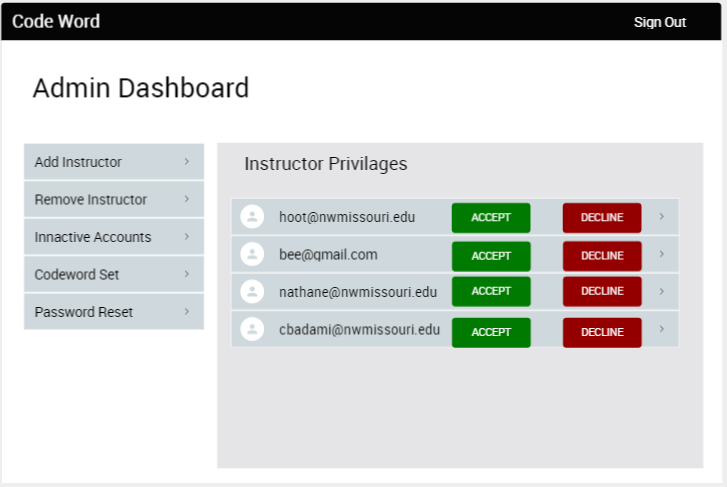 Code Word Sign Out
Admin Dashboard
Add Instructor
Remove Instructor
Innactive Accounts
Codeword Set
Password Reset
Instructor Privilages
hoot@nwmissouri.edu ACCEPT DECLINE
bee@gmail.com ACCEPT DECLINE
nathane@nwmissouri.edu ACCEPT DECLINE
cbadami@nwmissouri.edu ACCEPT DECLINE